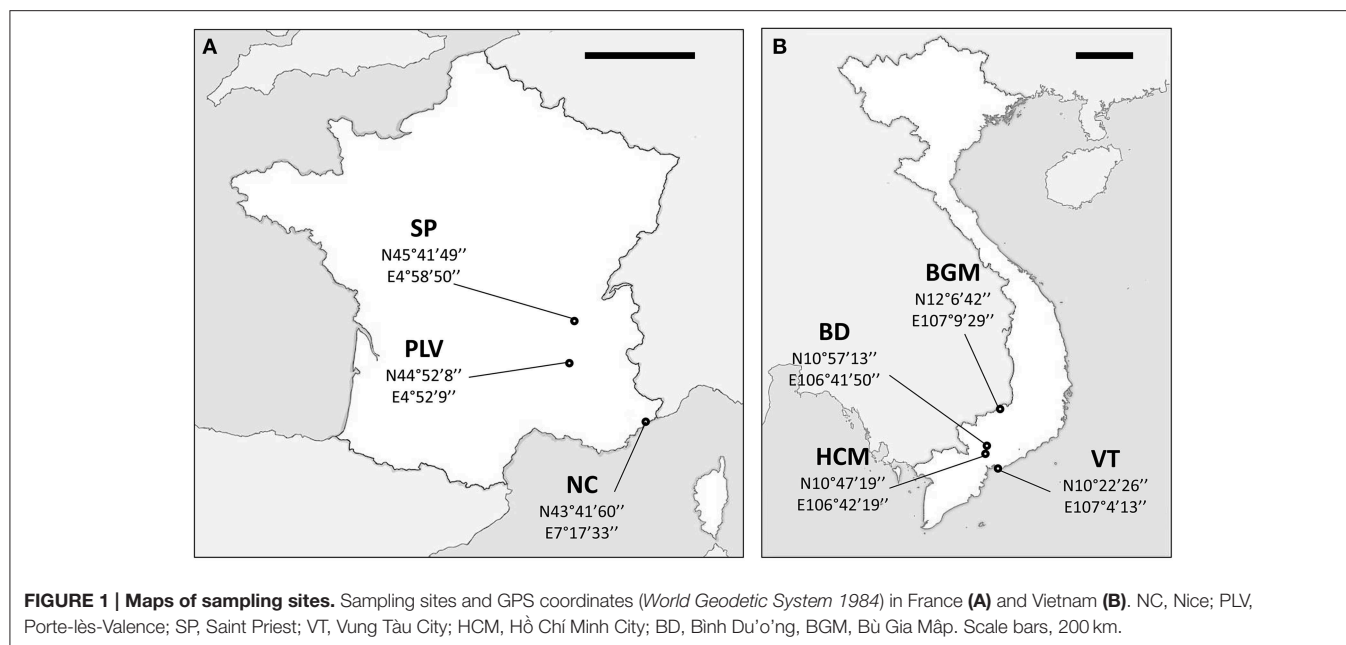 A
SP
N45°41'49''
E4°58'50''
PLV
N44°52'8''
E4°52'9''
NC
N43°41'60''
E7°17'33''
B
BGM
N12°6'42''
E107°9'29''
BD
N10°57'13''
E106°41'50''
HCM
N10°47'19''
E106°42'19''
VT
N10°22'26''
E107°4'13''
FIGURE 1 | Maps of sampling sites. Sampling sites and GPS coordinates (World Geodetic System 1984) in France (A) and Vietnam (B). NC, Nice; PLV,
Porte-lès-Valence; SP, Saint Priest; VT, Vung Tàu City; HCM, Hồ Chí Minh City; BD, Bình Du'o'ng, BGM, Bù Gia Mâp. Scale bars, 200 km.